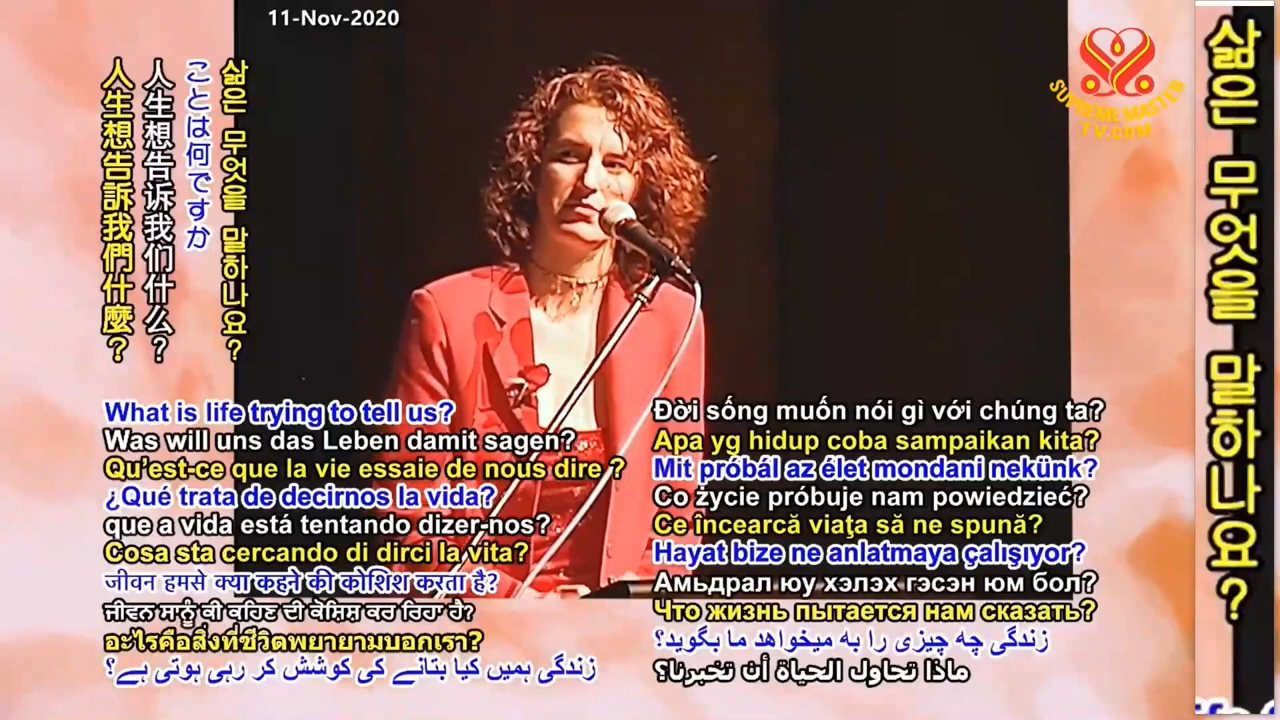 11-Nov-2020
SUPREME MASTER
TV.COM
삶은 무엇을 말하나요?
ことは何ですか
人生想告诉我们什么?
人生想告訴我們什麼?
What is life trying to tell us?
Was will uns das Leben damit sagen?
Qu'est-ce que la vie essaie de nous dire ?
¿Qué trata de decirnos la vida?
que a vida está tentando dizer-nos?
Cosa sta cercando di dirci la vita?
जीवन हमसे क्या कहने की कोशिश करता है?
ਜੀਵਨ ਸਾਨੂੰ ਕੀ ਕਹਿਣ ਦੀ ਕੋਸ਼ਿਸ਼ ਕਰ ਰਿਹਾ ਹੈ?
อะไรคือสิ่งที่ชีวิตพยายามบอกเรา?
زندگی ہمیں کیا بتانے کی کوشش کر رہی ہوتی ہے؟
Đời sống muốn nói gì với chúng ta?
Apa yg hidup coba sampaikan kita?
Mit próbál az élet mondani nekünk?
Co życie próbuje nam powiedzieć?
Ce încearcă viaţa să ne spună?
Hayat bize ne anlatmaya çalışıyor?
Амьдрал юу хэлэх гэсэн юм бол?
Что жизнь пытается нам сказать?
زندگی چه چیزی را به میخواهد ما بگوید؟
ماذا تحاول الحياة أن تخبرنا؟
삶은 무엇을 말하나요?